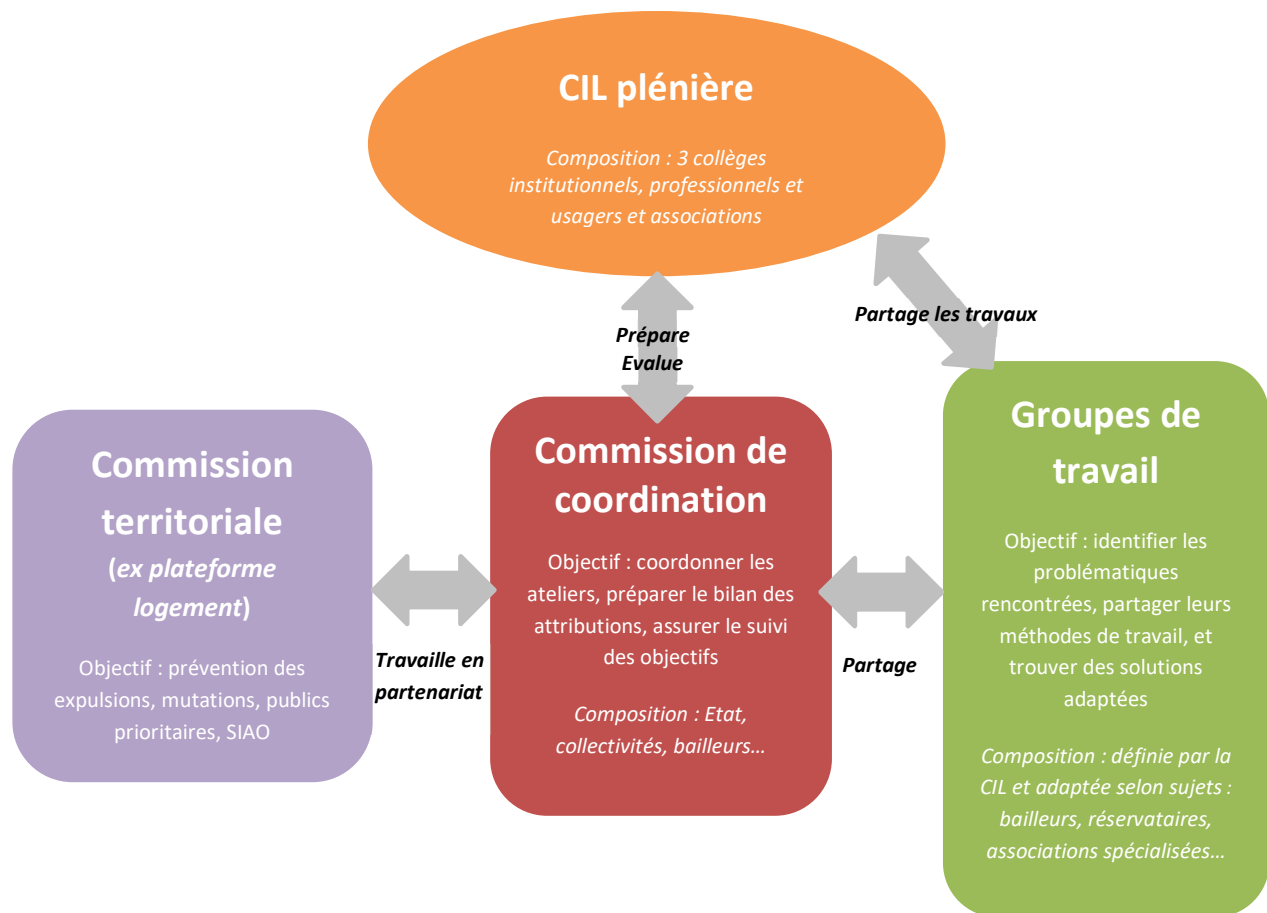 CIL plénière
Composition : 3 collèges
institutionnels, professionnels et
usagers et associations
Prépare
Evalue
Partage les travaux
Commission
territoriale
(ex plateforme
logement)
Objectif : prévention des
expulsions, mutations, publics
prioritaires, SIAO
Travaille en
partenariat
Commission de
coordination
Objectif : coordonner les
ateliers, préparer le bilan des
attributions, assurer le suivi
des objectifs
Composition : Etat,
collectivités, bailleurs…
Partage
Groupes de
travail
Objectif : identifier les
problématiques
rencontrées, partager leurs
méthodes de travail, et
trouver des solutions
adaptées
Composition : définie par la
CIL et adaptée selon sujets :
bailleurs, réservataires,
associations spécialisées…